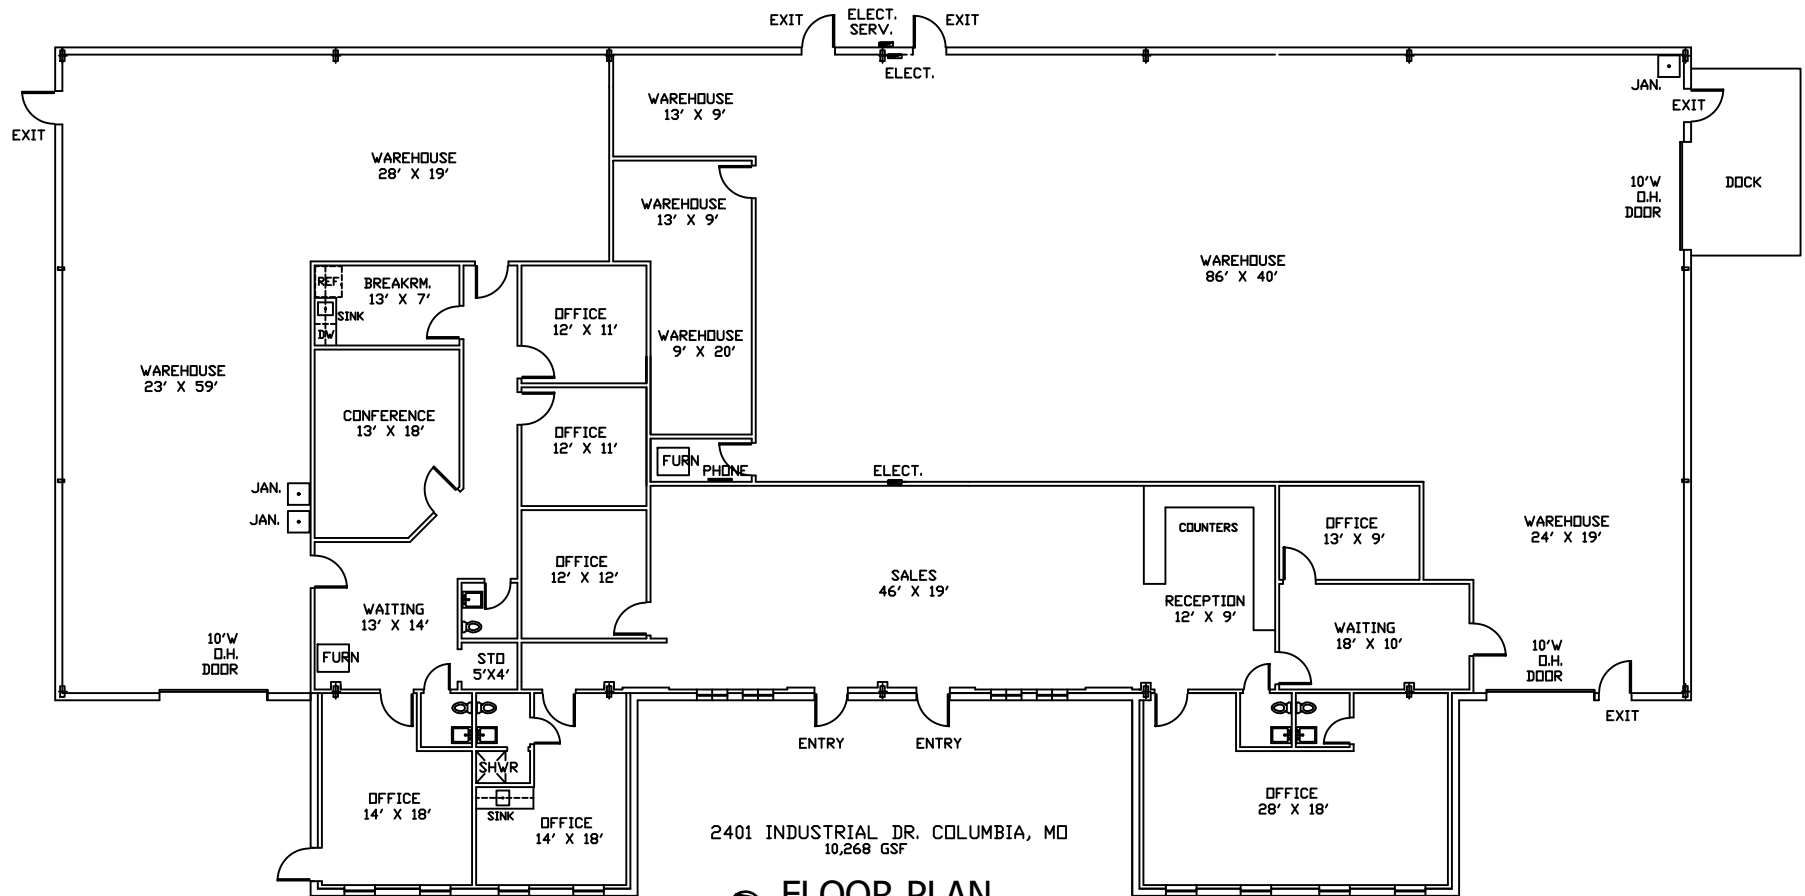 EXIT
ELECT.
SERV.
EXIT
ELECT.
JAN.
EXIT
EXIT
WAREHOUSE
13' X 9'
WAREHOUSE
28' X 19'
10'W
O.H.
DOOR
DOCK
WAREHOUSE
13' X 9'
WAREHOUSE
86' X 40'
REF
BREAKRM.
13' X 7'
SINK
DW
OFFICE
12' X 11'
WAREHOUSE
9' X 20'
WAREHOUSE
23' X 59'
CONFERENCE
13' X 18'
OFFICE
12' X 11'
FURN
PHONE
ELECT.
JAN.
JAN.
COUNTERS
OFFICE
13' X 9'
WAREHOUSE
24' X 19'
OFFICE
12' X 12'
SALES
46' X 19'
WAITING
13' X 14'
RECEPTION
12' X 9'
WAITING
18' X 10'
10'W
O.H.
DOOR
FURN
STO
5'X4'
10'W
O.H.
DOOR
EXIT
ENTRY
ENTRY
SHWR
OFFICE
14' X 18'
SINK
OFFICE
14' X 18'
OFFICE
28' X 18'
2401 INDUSTRIAL DR. COLUMBIA, MO
10,268 GSF
FLOOR PLAN